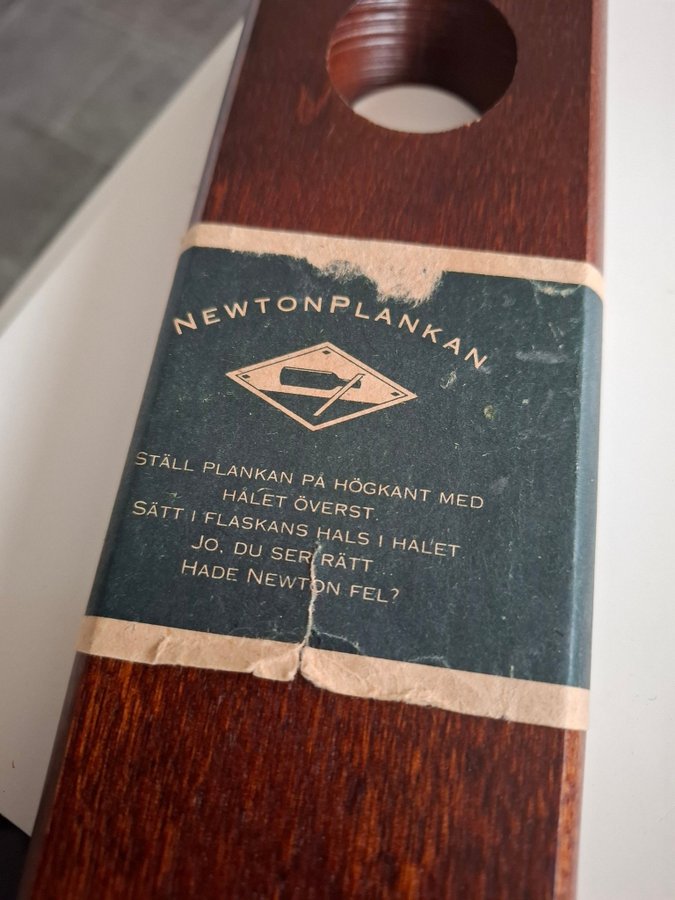 NEWTONPLANKAN
STÄLL PLANKAN PÅ HÖGKANT MED
HÅLET ÖVERST.
SÄTT I FLASKANS HALS I HÅLET
JO, DU SER RÄTT...
HADE NEWTON FEL?